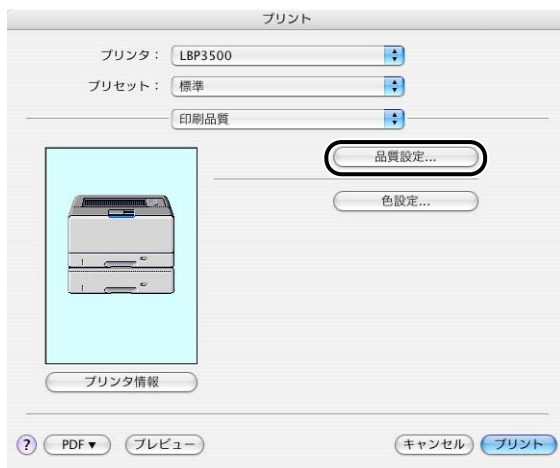 プリント
プリンタ： LBP3500
プリセット： 標準
印刷品質
品質設定...
色設定...
プリンタ情報
? PDF▼ プレビュー キャンセル プリント